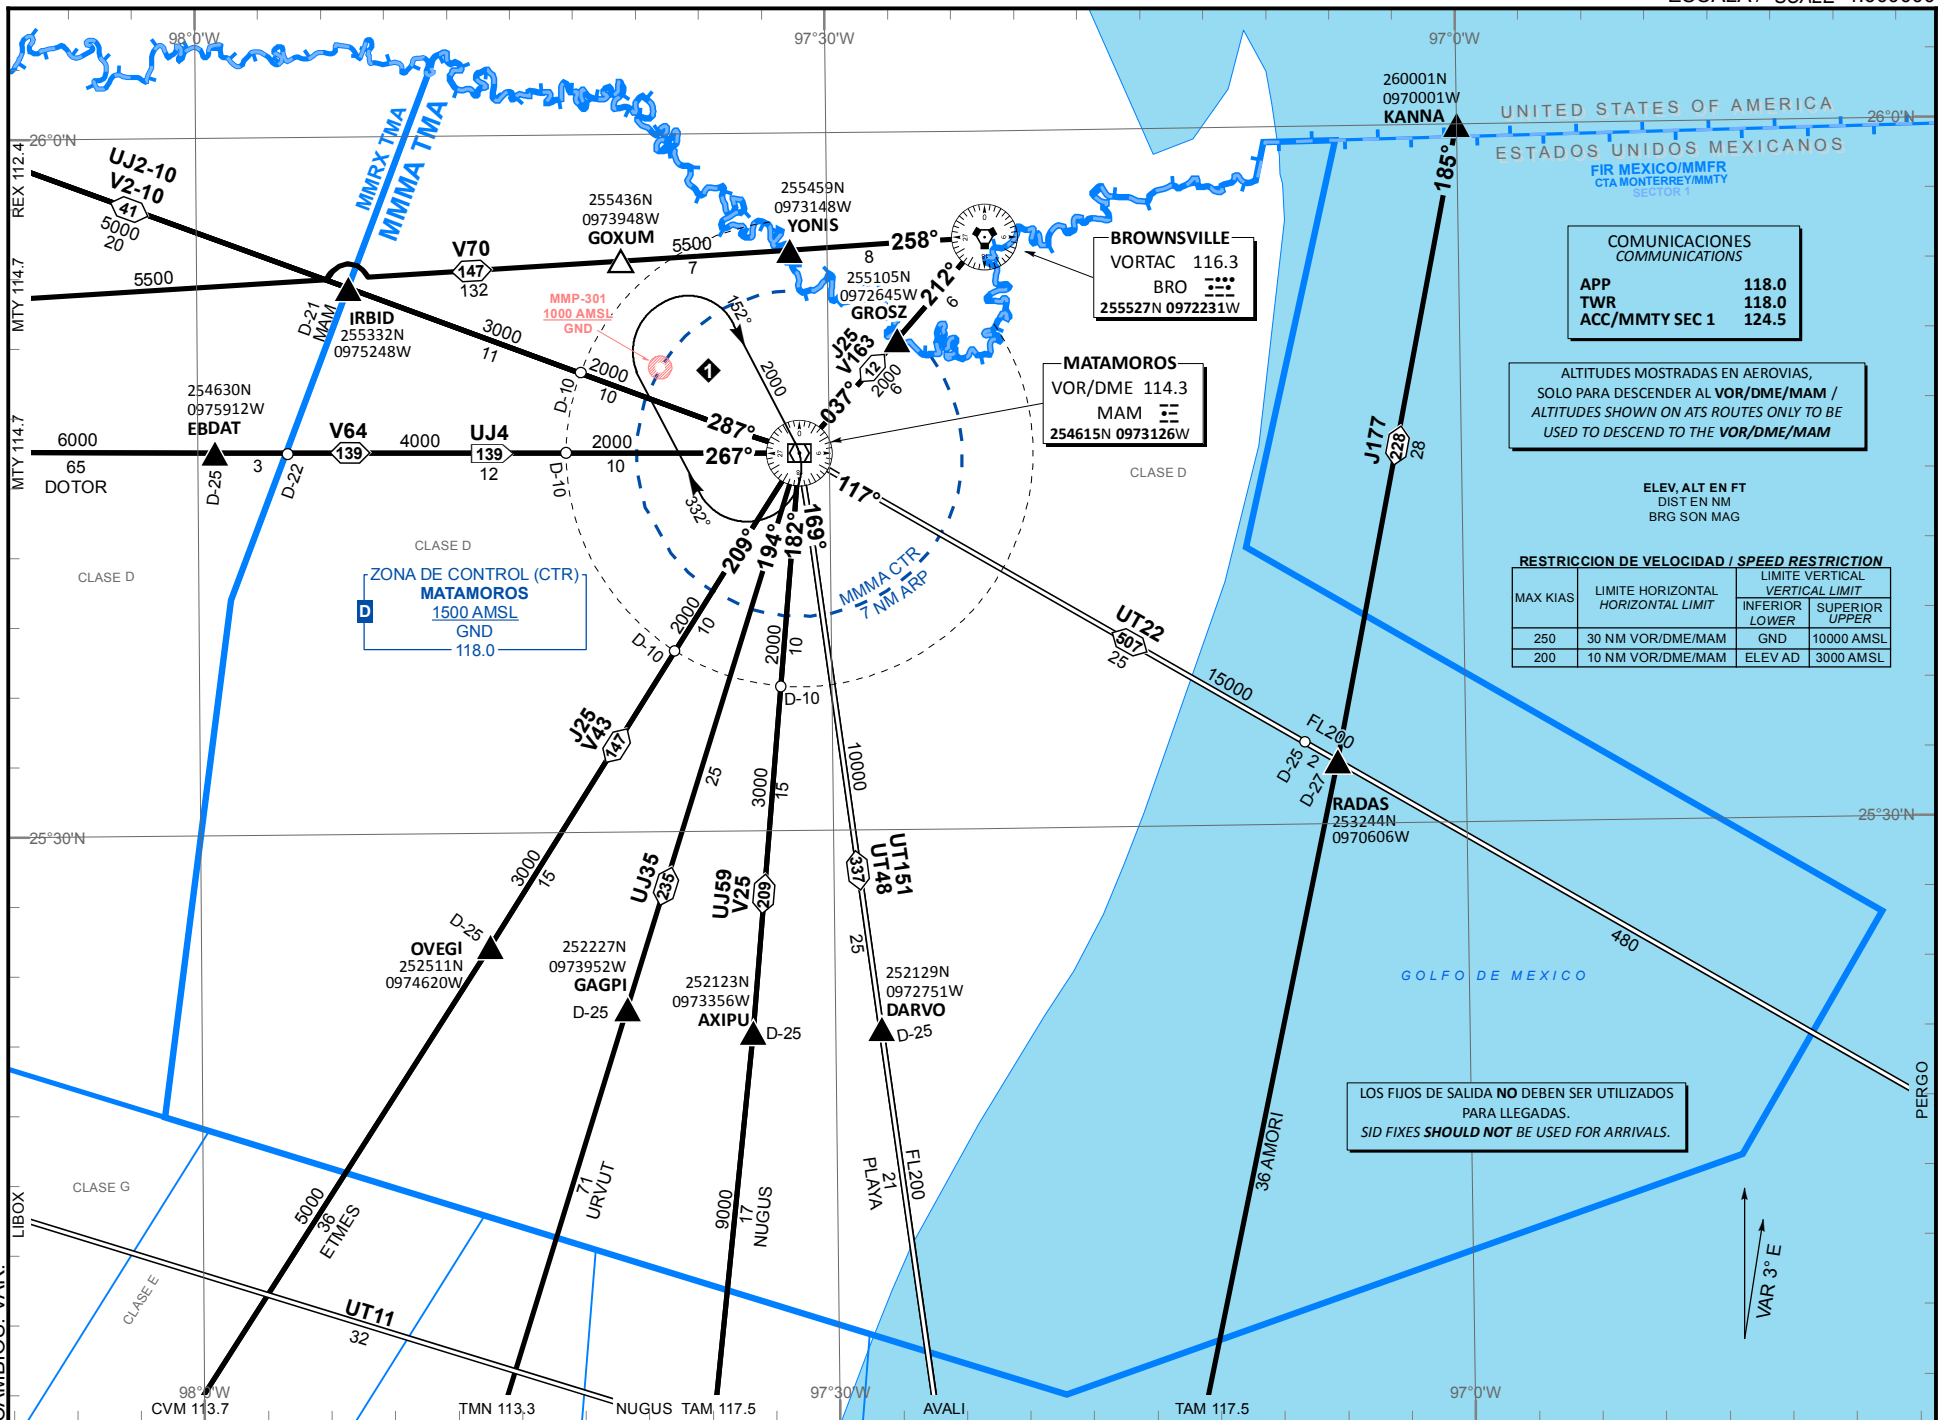 98°0'W
97°30'W
97°0'W
260001N
0970001W
KANNA
UNITED STATES OF AMERICA
26°0'N
26°0'N
ESTADOS UNIDOS MEXICANOS
FIR MEXICO/MMFR
CTA MONTERREY/MMTY
SECTOR 1
REX 112.4
UJ2-10
V2-10
41
5000
20
MMRX TMA
MMMA TMA
255436N
0973948W
GOXUM
255459N
0973148W
YONIS
185°
V70
147
132
5500
7
258°
8
5500
MTY 114.7
BROWNSVILLE
VORTAC 116.3
BRO
255527N 0972231W
COMUNICACIONES
COMMUNICATIONS
APP 118.0
TWR 118.0
ACC/MMTY SEC 1 124.5
255105N
0972645W
GROSZ
212°
6
D-21
MAM
IRBID
255332N
0975248W
MMP-301
1000 AMSL
GND
152°
3000
11
2000
J25
V163
12
2000
6
037°
1
MATAMOROS
VOR/DME 114.3
MAM
254615N 0973126W
ALTITUDES MOSTRADAS EN AEROVIAS,
SOLO PARA DESCENDER AL VOR/DME/MAM /
ALTITUDES SHOWN ON ATS ROUTES ONLY TO BE
USED TO DESCEND TO THE VOR/DME/MAM
254630N
0975912W
EBDAT
D-10
2000
10
287°
J177
228
28
MTY 114.7
6000
65
DOTOR
D-25
3
D-22
V64
139
4000
UJ4
139
12
D-10
2000
10
267°
CLASE D
117°
332°
169°
182°
194°
209°
ELEV, ALT EN FT
DIST EN NM
BRG SON MAG
CLASE D
CLASE D
ZONA DE CONTROL (CTR)
MATAMOROS
D
1500 AMSL
GND
118.0
MMMA CTR
7 NM ARP
RESTRICCION DE VELOCIDAD / SPEED RESTRICTION
MAX KIAS
LIMITE HORIZONTAL
HORIZONTAL LIMIT
LIMITE VERTICAL
VERTICAL LIMIT
INFERIOR
LOWER
SUPERIOR
UPPER
250 30 NM VOR/DME/MAM GND 10000 AMSL
200 10 NM VOR/DME/MAM ELEV AD 3000 AMSL
2000
10
D-10
2000
10
D-10
UT22
507
25
15000
FL200
D-25
2
D-27
RADAS
253244N
0970606W
J25
V43
147
25
3000
15
10000
25°30'N
25°30'N
3000
15
UJ35
235
UJ59
V25
209
337
UT151
UT48
25
D-25
OVEGI
252511N
0974620W
252227N
0973952W
GAGPI
D-25
252123N
0973356W
AXIPU
D-25
252129N
0972751W
DARVO
D-25
480
GOLFO DE MEXICO
PERGO
LOS FIJOS DE SALIDA NO DEBEN SER UTILIZADOS
PARA LLEGADAS.
SID FIXES SHOULD NOT BE USED FOR ARRIVALS.
36 AMORI
CLASE G
LIBOX
5000
36
ETMES
71
URVUT
9000
17
NUGUS
FL200
21
PLAYA
VAR 3° E
CLASE E
UT11
32
98°0'W
97°30'W
97°0'W
CVM 113.7
TMN 113.3
NUGUS
TAM 117.5
AVALI
TAM 117.5